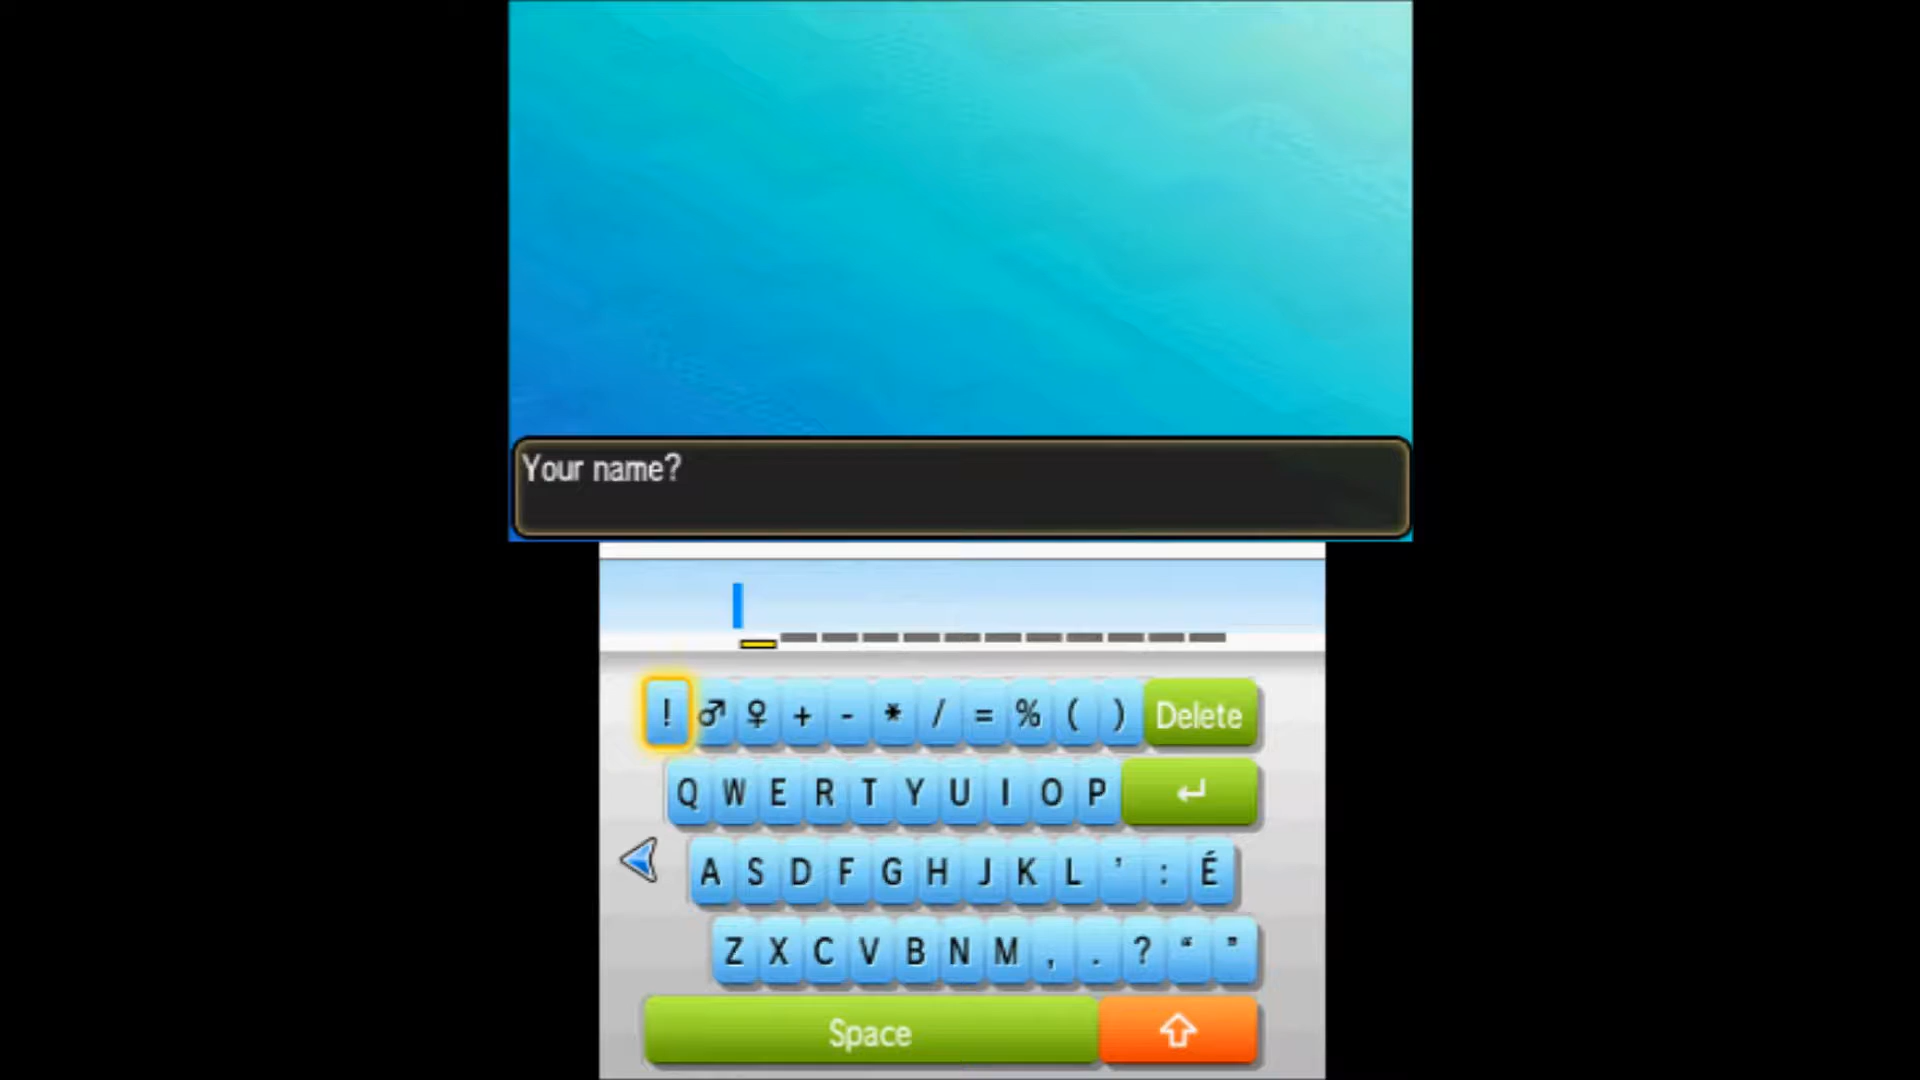 Your name?
! ♂ ♀ + - * / = % ( ) Delete
Q W E R T Y U I O P ↵
A S D F G H J K L ' : É
Z X C V B N M , . ? “ ”
Space